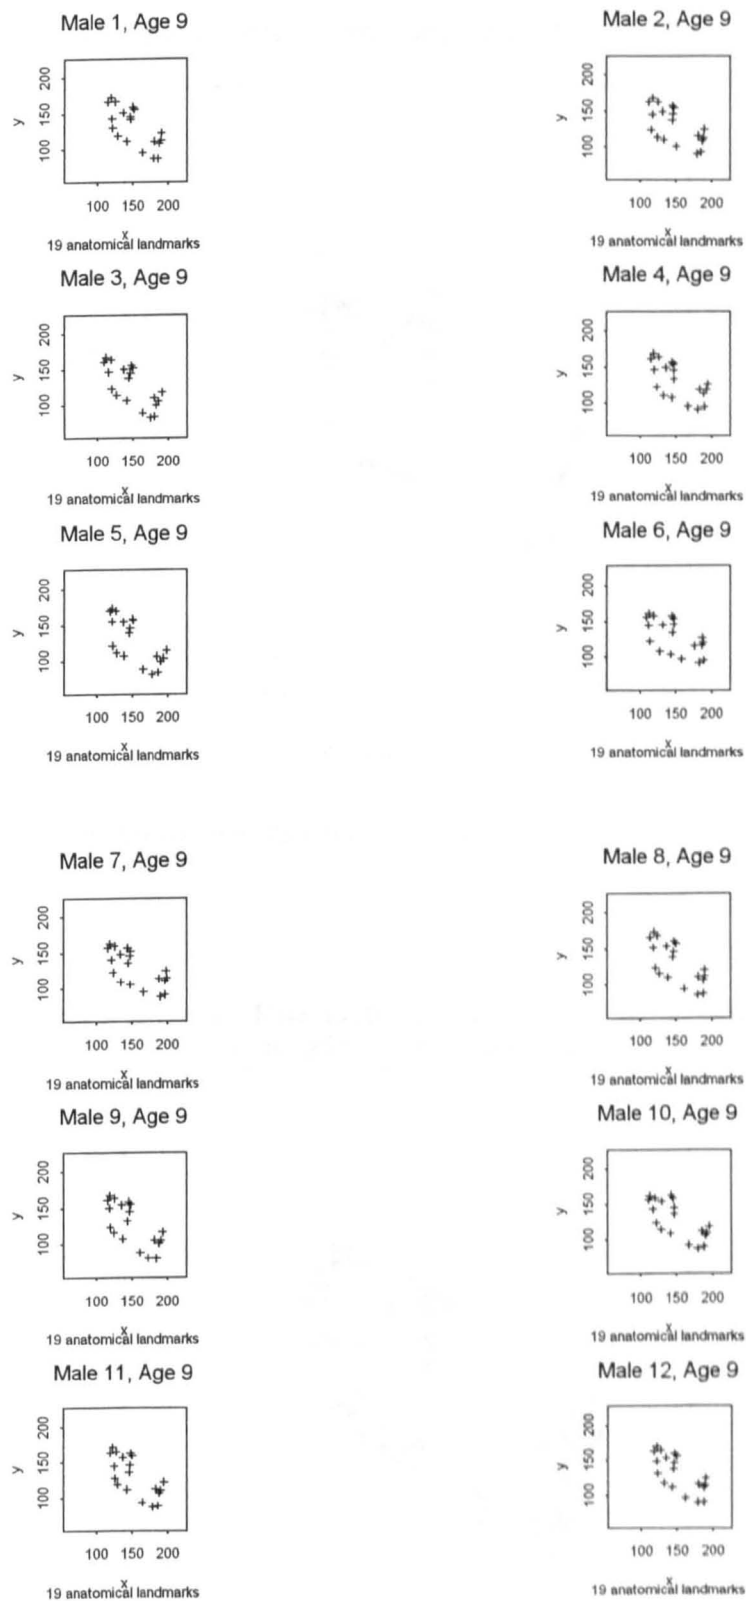 Male 1, Age 9
y
200
150
100
100 150 200
x
19 anatomical landmarks
Male 2, Age 9
y
200
150
100
100 150 200
x
19 anatomical landmarks
Male 3, Age 9
y
200
150
100
100 150 200
x
19 anatomical landmarks
Male 4, Age 9
y
200
150
100
100 150 200
x
19 anatomical landmarks
Male 5, Age 9
y
200
150
100
100 150 200
x
19 anatomical landmarks
Male 6, Age 9
y
200
150
100
100 150 200
x
19 anatomical landmarks
Male 7, Age 9
y
200
150
100
100 150 200
x
19 anatomical landmarks
Male 8, Age 9
y
200
150
100
100 150 200
x
19 anatomical landmarks
Male 9, Age 9
y
200
150
100
100 150 200
x
19 anatomical landmarks
Male 10, Age 9
y
200
150
100
100 150 200
x
19 anatomical landmarks
Male 11, Age 9
y
200
150
100
100 150 200
x
19 anatomical landmarks
Male 12, Age 9
y
200
150
100
100 150 200
x
19 anatomical landmarks